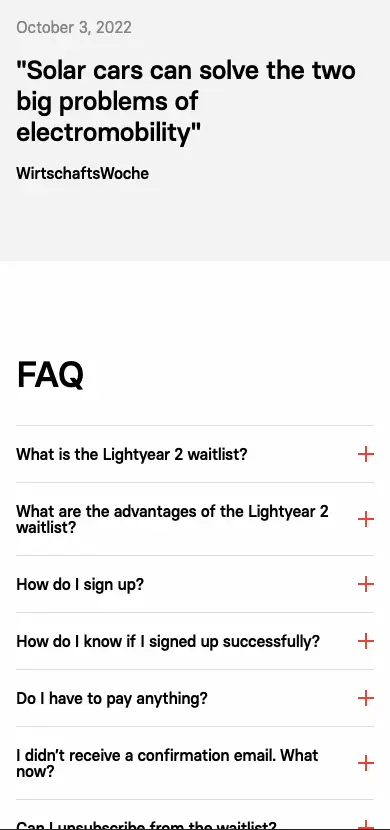 October 3, 2022
"Solar cars can solve the two
big problems of
electromobility"
WirtschaftsWoche
FAQ
What is the Lightyear 2 waitlist?
What are the advantages of the Lightyear 2
waitlist?
How do I sign up?
How do I know if I signed up successfully?
Do I have to pay anything?
I didn’t receive a confirmation email. What
now?
Can I unsubscribe from the waitlist?